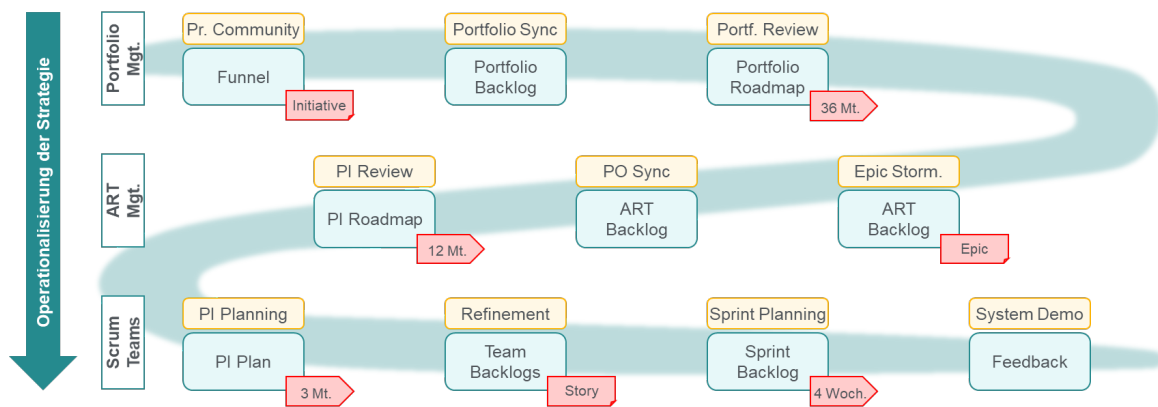 Operationalisierung der Strategie
Portfolio
Mgt.
Pr. Community
Funnel
Initiative
Portfolio Sync
Portfolio
Backlog
Portf. Review
Portfolio
Roadmap
36 Mt.
ART
Mgt.
PI Review
PI Roadmap
12 Mt.
PO Sync
ART
Backlog
Epic Storm.
ART
Backlog
Epic
Scrum
Teams
PI Planning
PI Plan
3 Mt.
Refinement
Team
Backlogs
Story
Sprint Planning
Sprint
Backlog
4 Woch.
System Demo
Feedback